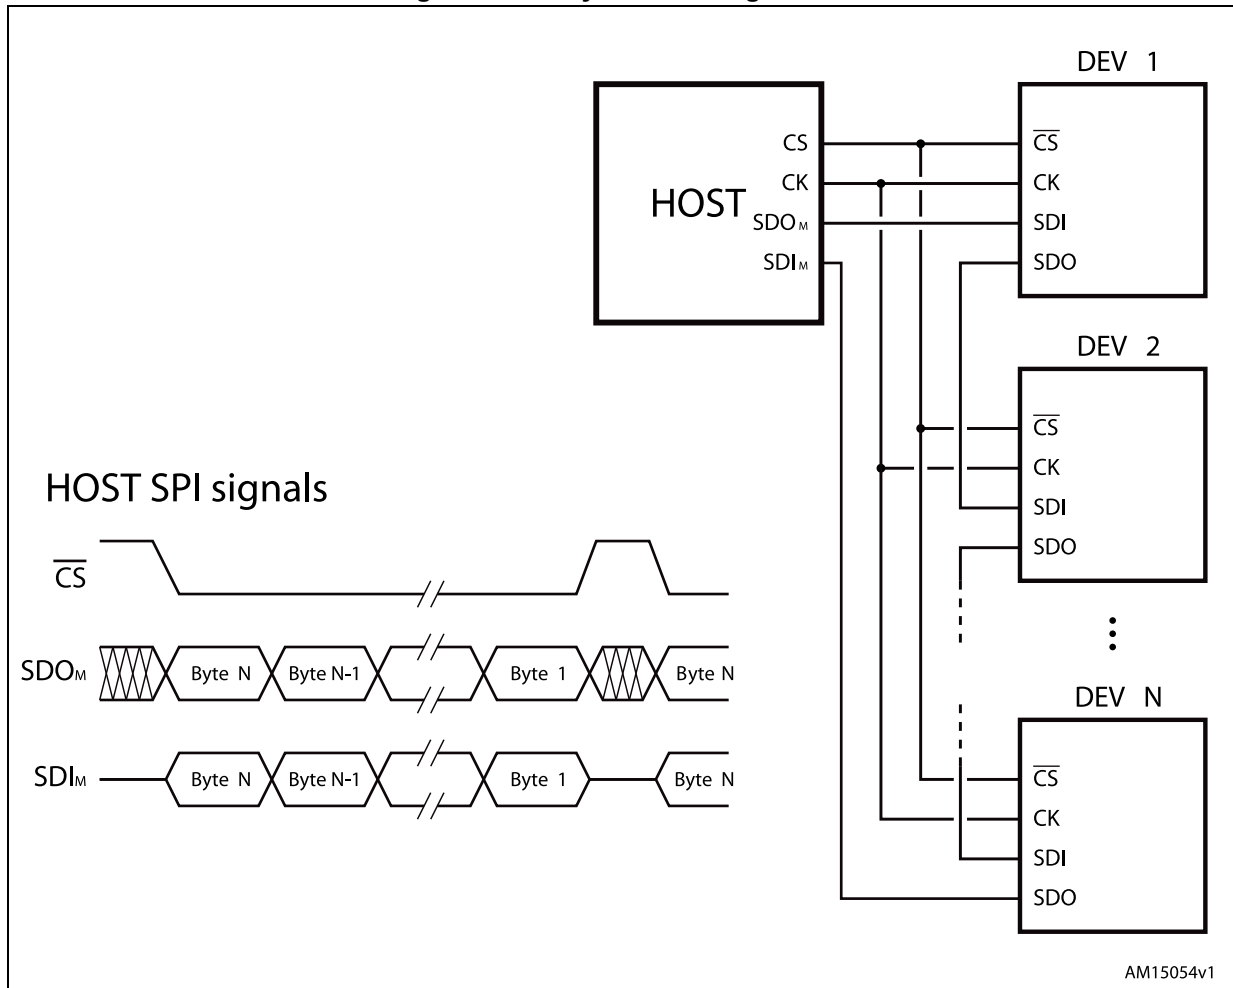 DEV 1
HOST
CS
CK
SDOM
SDIM
CS
CK
SDI
SDO
DEV 2
CS
CK
SDI
SDO
HOST SPI signals
CS
SDOM
Byte N
Byte N-1
Byte 1
Byte N
SDIM
Byte N
Byte N-1
Byte 1
Byte N
DEV N
CS
CK
SDI
SDO
AM15054v1